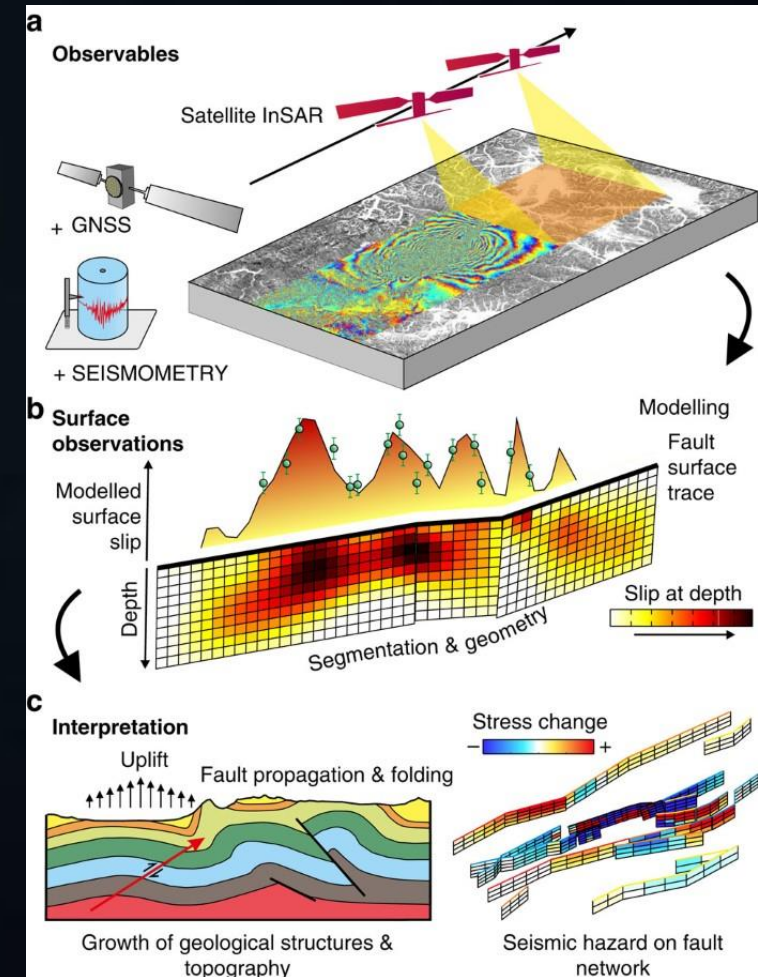 a
Observables
Satellite InSAR
+ GNSS
+ SEISMOMETRY
b
Surface
observations
Modelled
surface
slip
Depth
Modelling
Fault
surface
trace
Slip at depth
Segmentation & geometry
c
Interpretation
Uplift
Fault propagation & folding
Growth of geological structures &
topography
Stress change
− +
Seismic hazard on fault
network